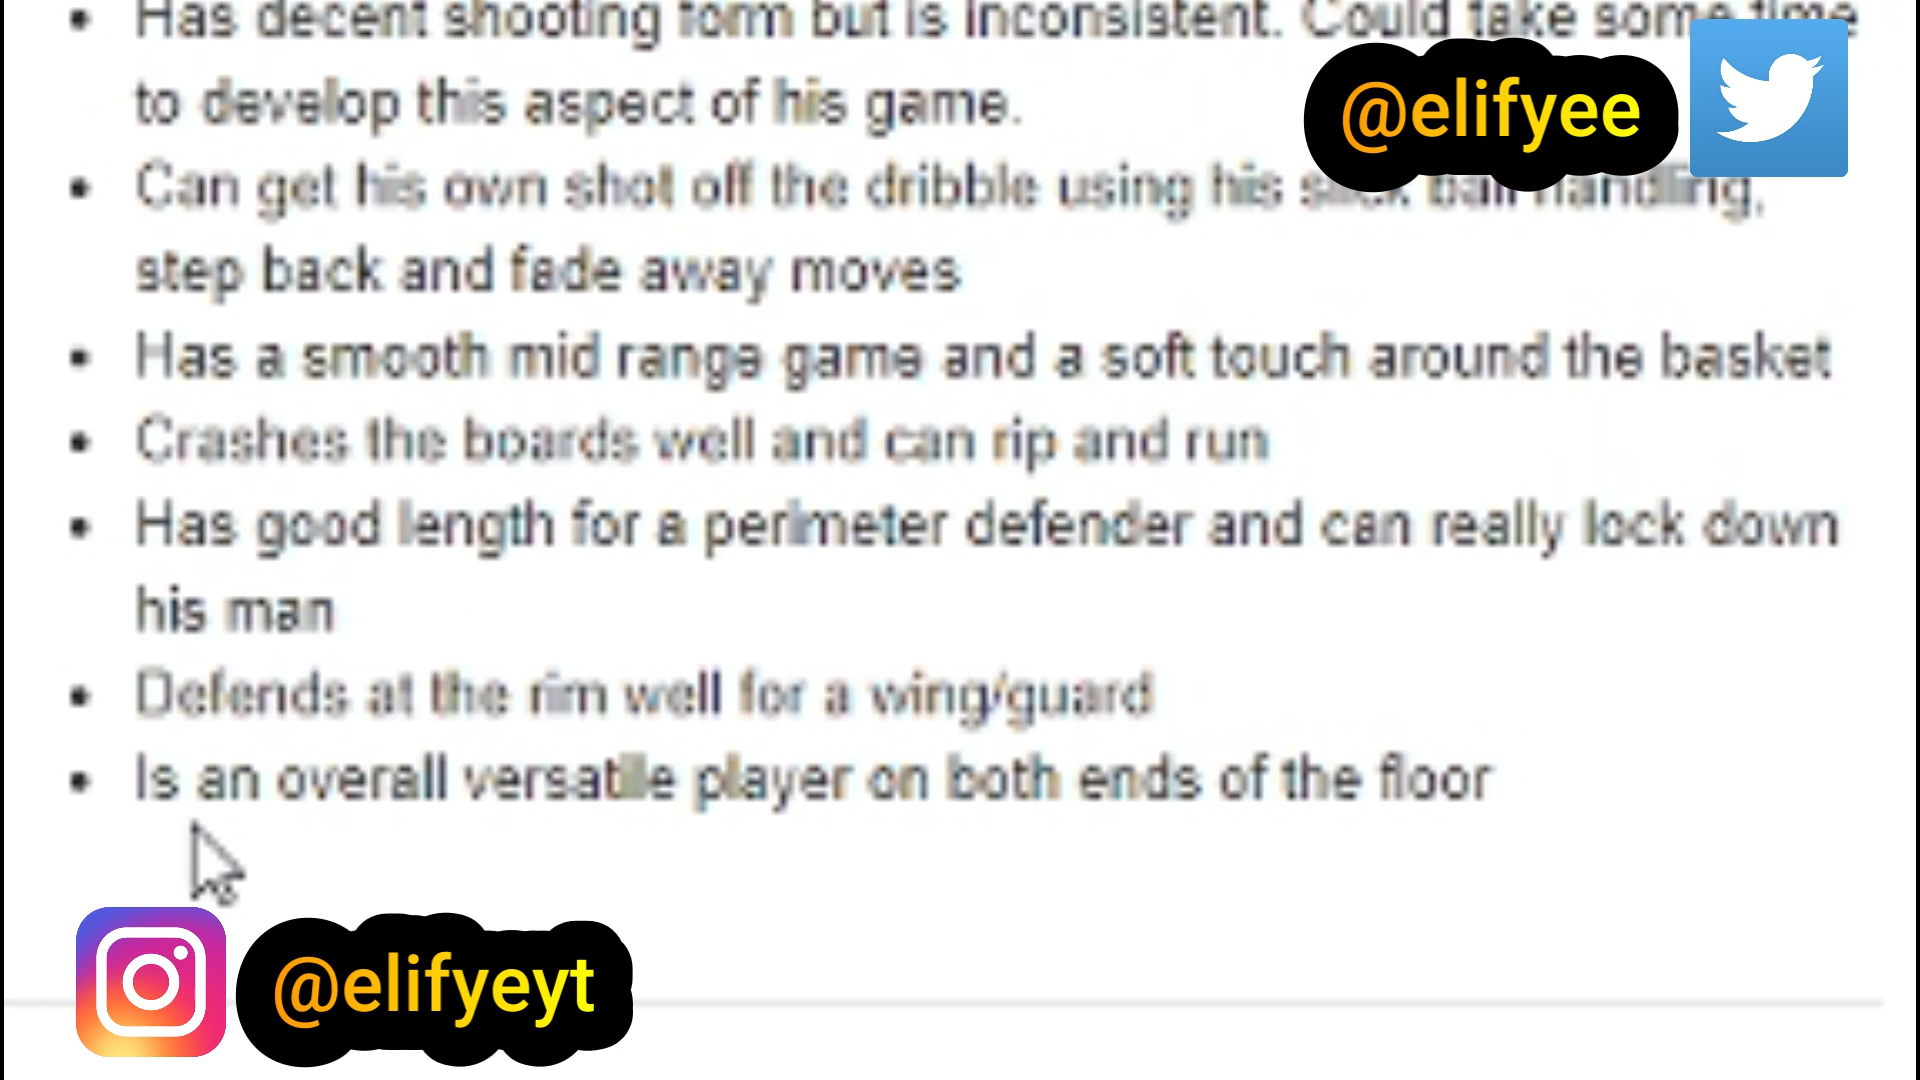 Has decent shooting form but is inconsistent. Could take some time
to develop this aspect of his game.
@elifyee
Can get his own shot off the dribble using his slick ball handling,
step back and fade away moves
Has a smooth mid range game and a soft touch around the basket
Crashes the boards well and can rip and run
Has good length for a perimeter defender and can really lock down
his man
Defends at the rim well for a wing/guard
Is an overall versatile player on both ends of the floor
@elifyeyt